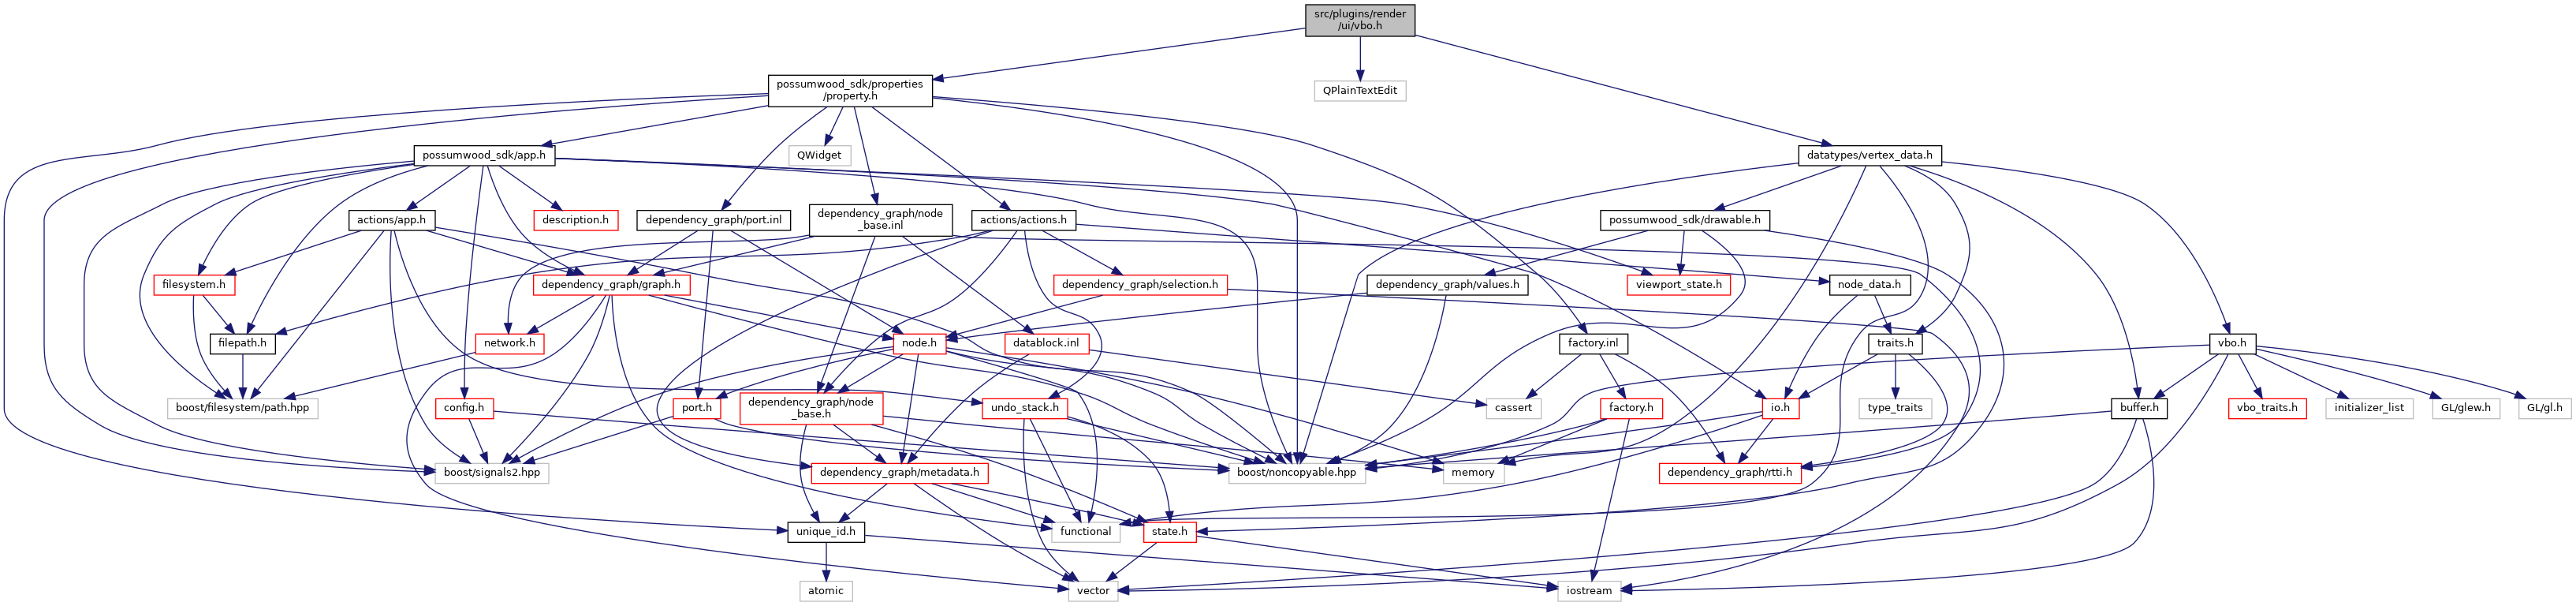 src/plugins/render
/ui/vbo.h
possumwood_sdk/properties
/property.h
QPlainTextEdit
possumwood_sdk/app.h
QWidget
datatypes/vertex_data.h
actions/app.h
description.h
dependency_graph/port.inl
dependency_graph/node
_base.inl
actions/actions.h
possumwood_sdk/drawable.h
filesystem.h
dependency_graph/graph.h
dependency_graph/selection.h
dependency_graph/values.h
viewport_state.h
node_data.h
filepath.h
network.h
node.h
datablock.inl
factory.inl
traits.h
vbo.h
boost/filesystem/path.hpp
config.h
port.h
dependency_graph/node
_base.h
undo_stack.h
cassert
factory.h
io.h
type_traits
buffer.h
vbo_traits.h
initializer_list
GL/glew.h
GL/gl.h
boost/signals2.hpp
dependency_graph/metadata.h
boost/noncopyable.hpp
memory
dependency_graph/rtti.h
unique_id.h
functional
state.h
atomic
vector
iostream